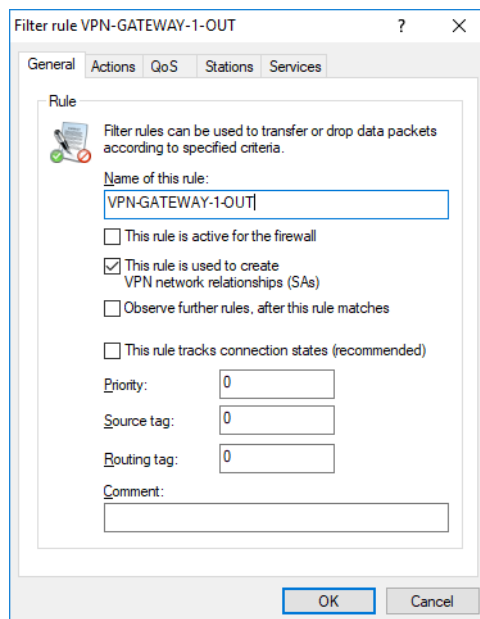 Filter rule VPN-GATEWAY-1-OUT ?
General Actions QoS Stations Services
Rule
Filter rules can be used to transfer or drop data packets
according to specified criteria.
Name of this rule:
VPN-GATEWAY-1-OUT
This rule is active for the firewall
This rule is used to create
VPN network relationships (SAs)
Observe further rules, after this rule matches
This rule tracks connection states (recommended)
Priority: 0
Source tag: 0
Routing tag: 0
Comment:
OK Cancel